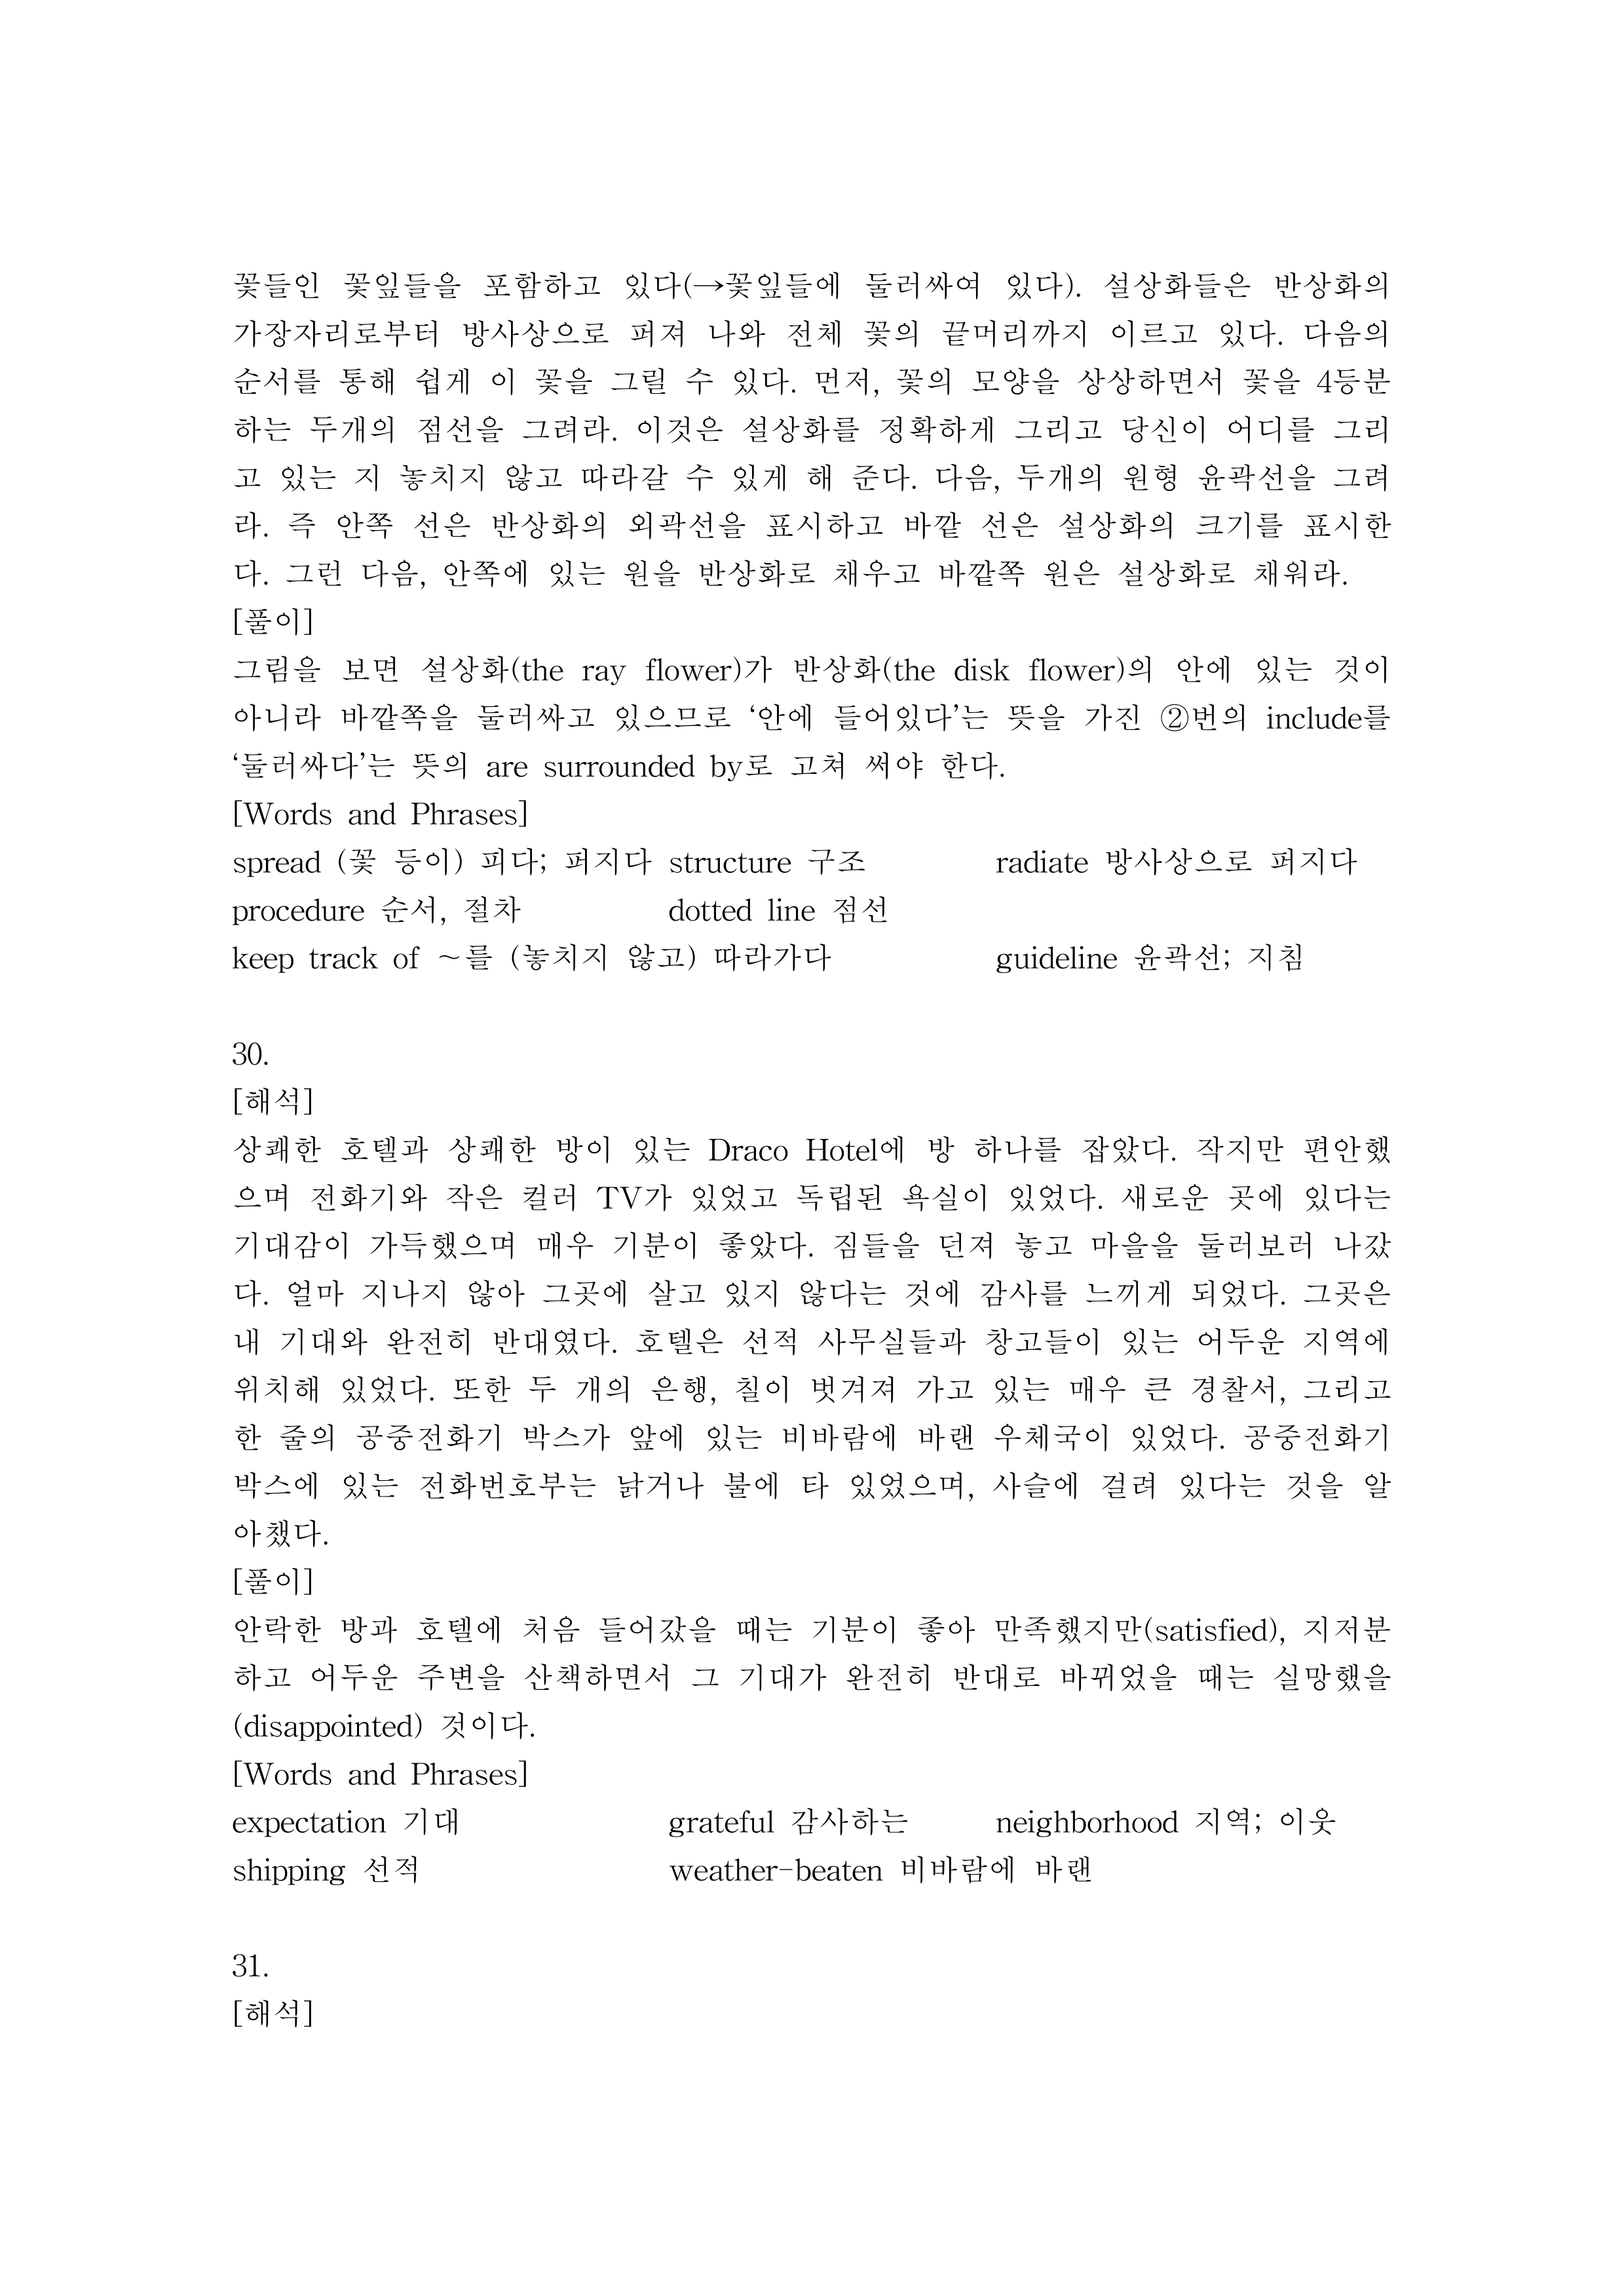 꽃들인 꽃잎들을 포함하고 있다(→꽃잎들에 둘러싸여 있다). 설상화들은 반상화의
가장자리로부터 방사상으로 퍼져 나와 전체 꽃의 끝머리까지 이르고 있다. 다음의
순서를 통해 쉽게 이 꽃을 그릴 수 있다. 먼저, 꽃의 모양을 상상하면서 꽃을 4등분
하는 두개의 점선을 그려라. 이것은 설상화를 정확하게 그리고 당신이 어디를 그리
고 있는 지 놓치지 않고 따라갈 수 있게 해 준다. 다음, 두개의 원형 윤곽선을 그려
라. 즉 안쪽 선은 반상화의 외곽선을 표시하고 바깥 선은 설상화의 크기를 표시한
다. 그런 다음, 안쪽에 있는 원을 반상화로 채우고 바깥쪽 원은 설상화로 채워라.
[풀이]
그림을 보면 설상화(the ray flower)가 반상화(the disk flower)의 안에 있는 것이
아니라 바깥쪽을 둘러싸고 있으므로 ‘안에 들어있다’는 뜻을 가진 ②번의 include를
‘둘러싸다’는 뜻의 are surrounded by로 고쳐 써야 한다.
[Words and Phrases]
spread (꽃 등이) 피다; 퍼지다 structure 구조 radiate 방사상으로 퍼지다
procedure 순서, 절차 dotted line 점선
keep track of ~를 (놓치지 않고) 따라가다 guideline 윤곽선; 지침
30.
[해석]
상쾌한 호텔과 상쾌한 방이 있는 Draco Hotel에 방 하나를 잡았다. 작지만 편안했
으며 전화기와 작은 컬러 TV가 있었고 독립된 욕실이 있었다. 새로운 곳에 있다는
기대감이 가득했으며 매우 기분이 좋았다. 짐들을 던져 놓고 마을을 둘러보러 나갔
다. 얼마 지나지 않아 그곳에 살고 있지 않다는 것에 감사를 느끼게 되었다. 그곳은
내 기대와 완전히 반대였다. 호텔은 선적 사무실들과 창고들이 있는 어두운 지역에
위치해 있었다. 또한 두 개의 은행, 칠이 벗겨져 가고 있는 매우 큰 경찰서, 그리고
한 줄의 공중전화기 박스가 앞에 있는 비바람에 바랜 우체국이 있었다. 공중전화기
박스에 있는 전화번호부는 낡거나 불에 타 있었으며, 사슬에 걸려 있다는 것을 알
아챘다.
[풀이]
안락한 방과 호텔에 처음 들어갔을 때는 기분이 좋아 만족했지만(satisfied), 지저분
하고 어두운 주변을 산책하면서 그 기대가 완전히 반대로 바뀌었을 때는 실망했을
(disappointed) 것이다.
[Words and Phrases]
expectation 기대 grateful 감사하는 neighborhood 지역; 이웃
shipping 선적 weather-beaten 비바람에 바랜
31.
[해석]